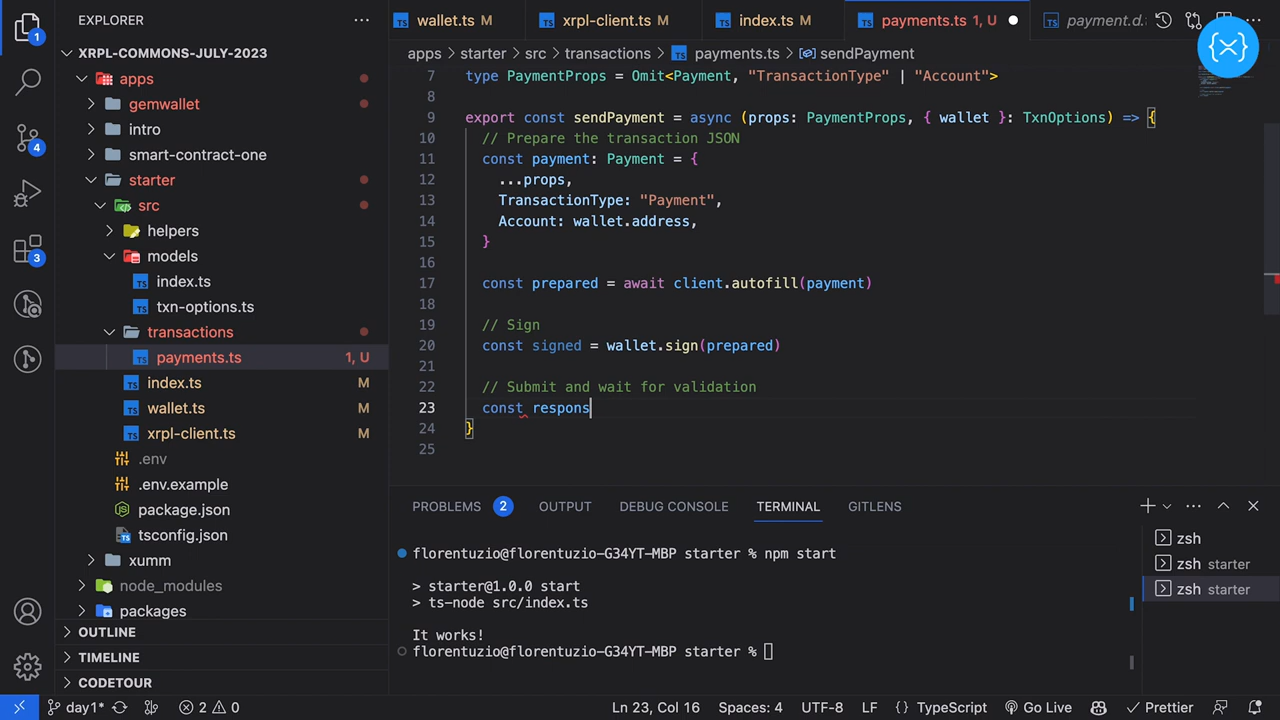 EXPLORER
XRPL-COMMONS-JULY-2023
apps
gemwallet
intro
smart-contract-one
starter
src
helpers
models
index.ts
txn-options.ts
transactions
payments.ts 1, U
index.ts M
wallet.ts M
xrpl-client.ts M
.env
.env.example
package.json
tsconfig.json
xumm
node_modules
packages
OUTLINE
TIMELINE
CODETOUR
1
4
3
wallet.ts M xrpl-client.ts M index.ts M payments.ts 1, U payment.d.
apps > starter > src > transactions > payments.ts > sendPayment
7 type PaymentProps = Omit<Payment, "TransactionType" | "Account">
8
9 export const sendPayment = async (props: PaymentProps, { wallet }: TxnOptions) => {
10 // Prepare the transaction JSON
11 const payment: Payment = {
12 ...props,
13 TransactionType: "Payment",
14 Account: wallet.address,
15 }
16
17 const prepared = await client.autofill(payment)
18
19 // Sign
20 const signed = wallet.sign(prepared)
21
22 // Submit and wait for validation
23 const respons
24 }
25
PROBLEMS 2 OUTPUT DEBUG CONSOLE TERMINAL GITLENS
florentuzio@florentuzio-G34YT-MBP starter % npm start
> starter@1.0.0 start
> ts-node src/index.ts
It works!
florentuzio@florentuzio-G34YT-MBP starter %
zsh
zsh starter
zsh starter
day1* 2 0 Ln 23, Col 16 Spaces: 4 UTF-8 LF {} TypeScript Go Live Prettier